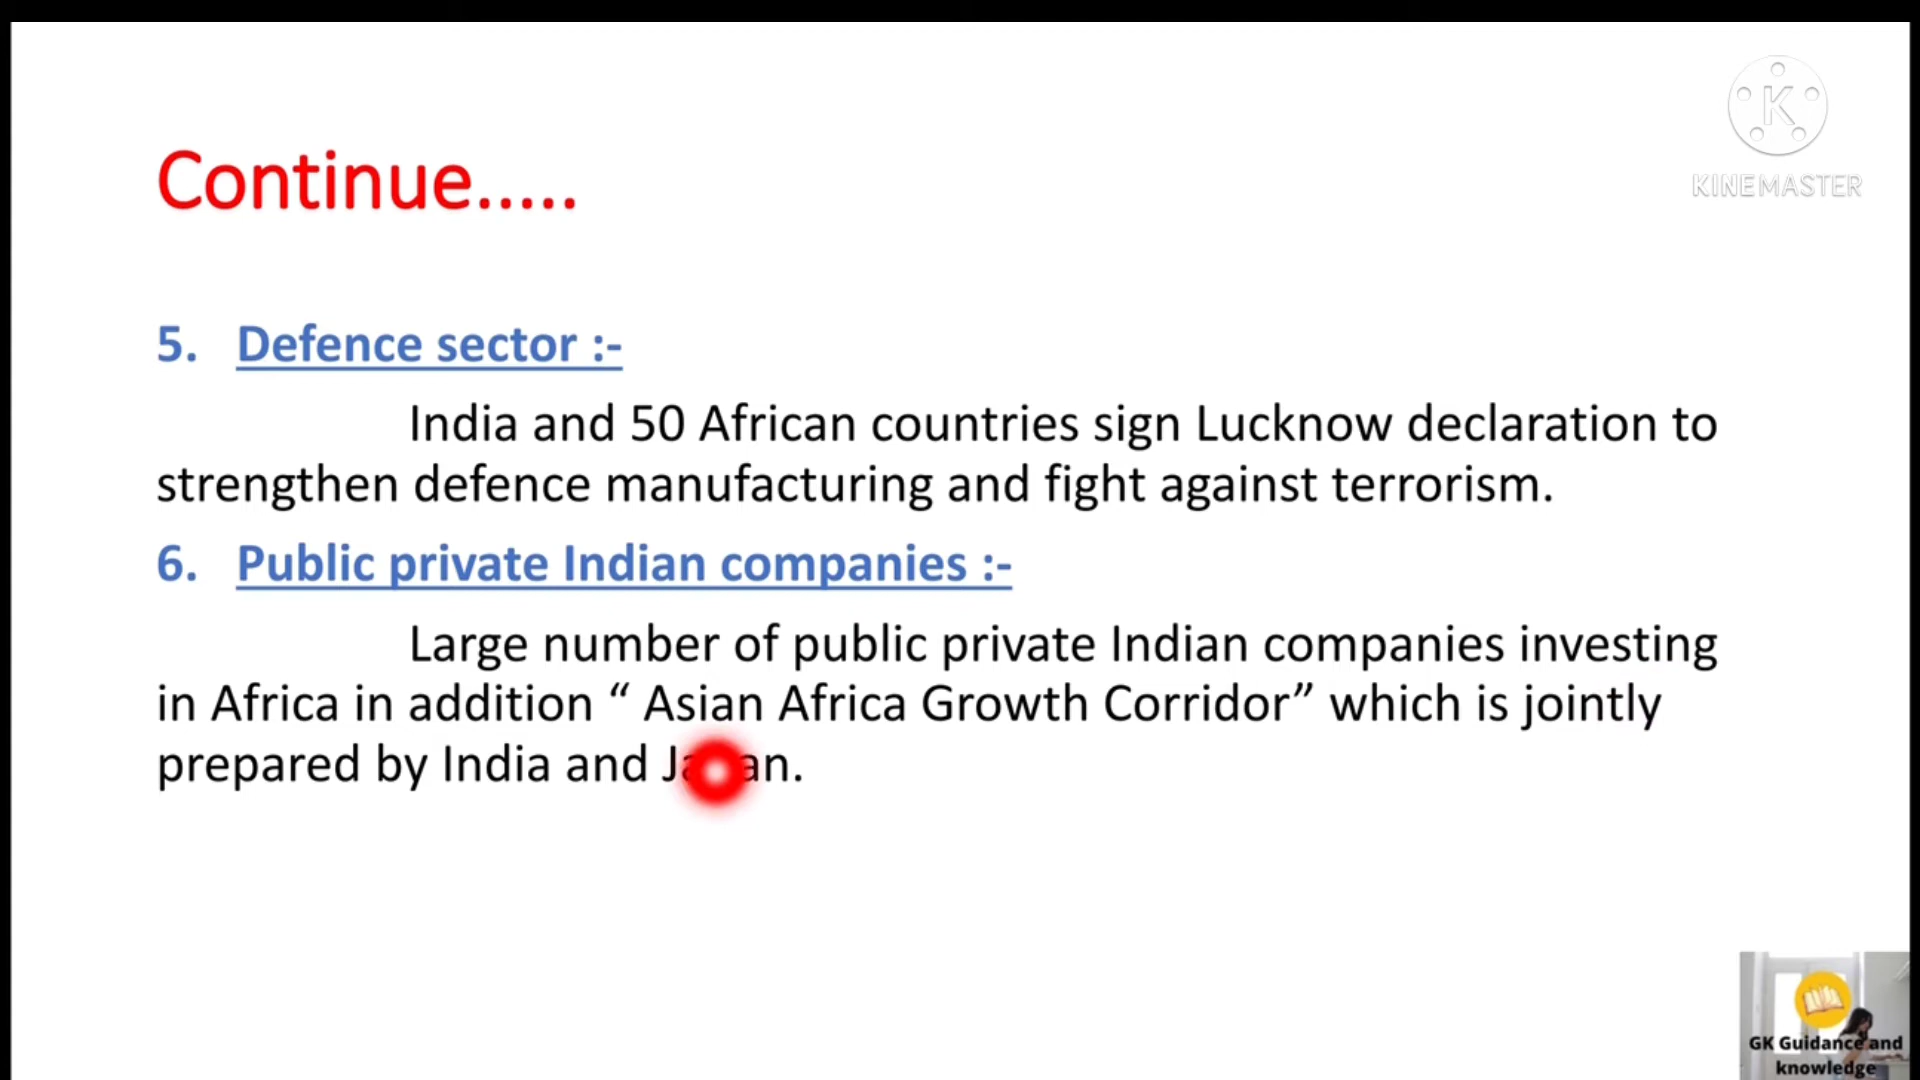 K
KINEMASTER
Continue.....
5. Defence sector :-
India and 50 African countries sign Lucknow declaration to
strengthen defence manufacturing and fight against terrorism.
6. Public private Indian companies :-
Large number of public private Indian companies investing
in Africa in addition “ Asian Africa Growth Corridor” which is jointly
prepared by India and Japan.
GK Guidance and
knowledge